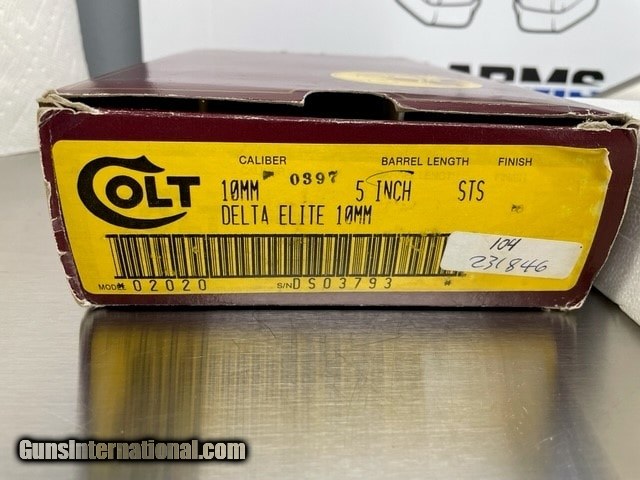 ARMS
CALIBER BARREL LENGTH FINISH
COLT
10MM 0397 5 INCH STS
DELTA ELITE 10MM
104
231846
MODEL 02020 S/N DS03793
GunsInternational.com